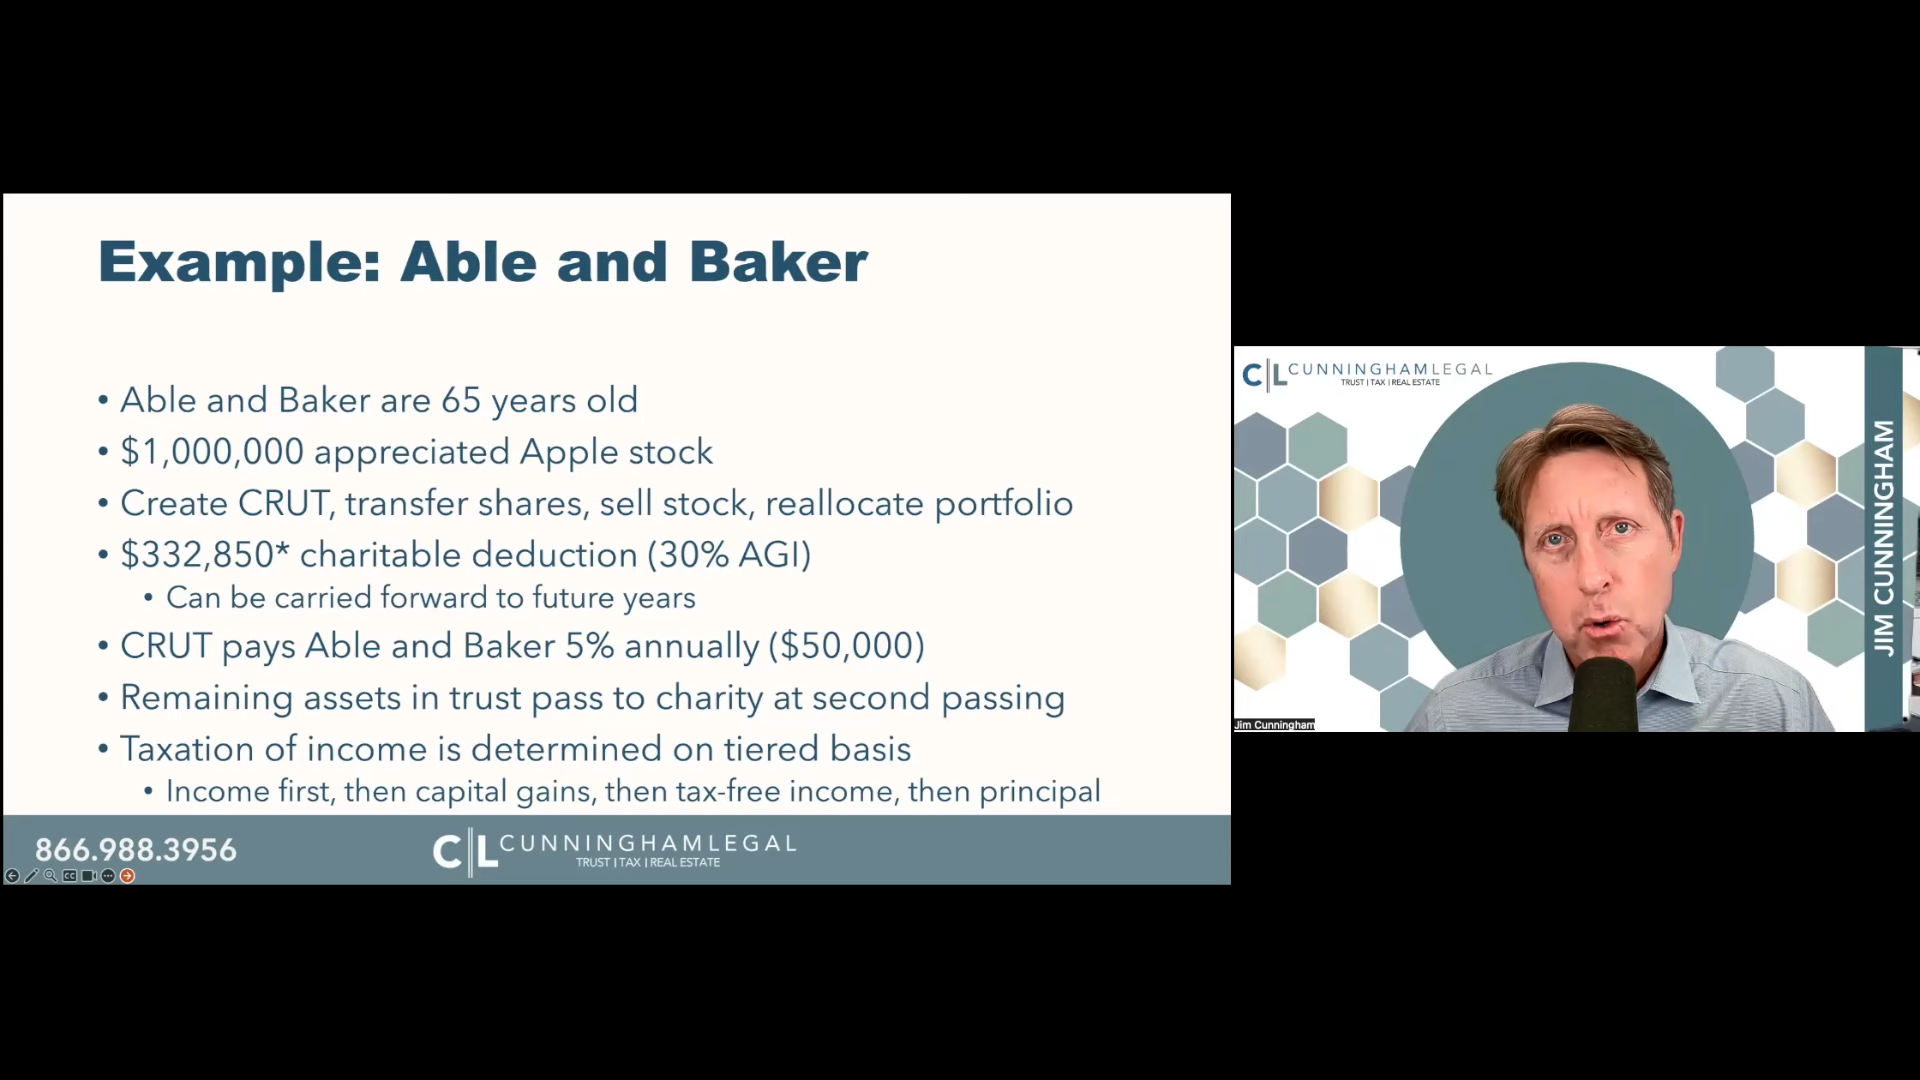 Example: Able and Baker
• Able and Baker are 65 years old
• $1,000,000 appreciated Apple stock
• Create CRUT, transfer shares, sell stock, reallocate portfolio
• $332,850* charitable deduction (30% AGI)
• Can be carried forward to future years
• CRUT pays Able and Baker 5% annually ($50,000)
• Remaining assets in trust pass to charity at second passing
• Taxation of income is determined on tiered basis
• Income first, then capital gains, then tax-free income, then principal
866.988.3956
CL CUNNINGHAMLEGAL
TRUST | TAX | REAL ESTATE
CC
CL CUNNINGHAMLEGAL
TRUST | TAX | REAL ESTATE
JIM CUNNINGHAM
Jim Cunningham